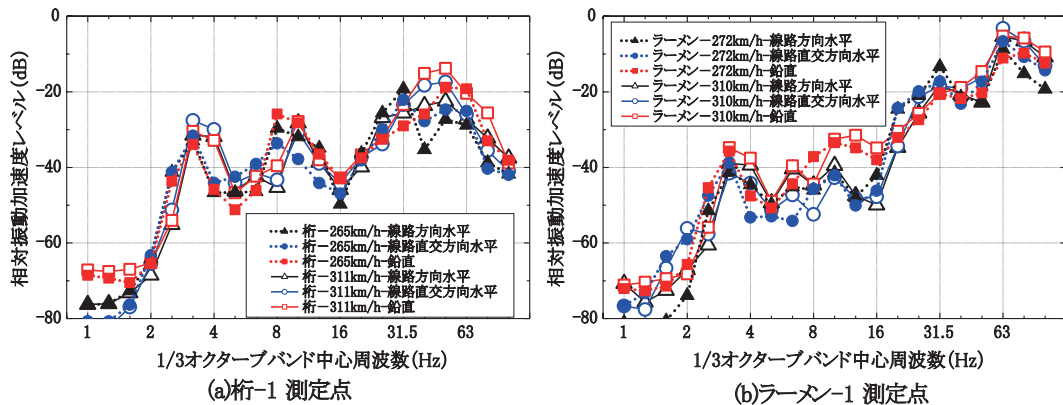 0
−20
−40
−60
−80
相対振動加速度レベル(dB)
桁−265km/h-線路方向水平
桁−265km/h-線路直交方向水平
桁−265km/h-鉛直
桁−311km/h-線路方向水平
桁−311km/h-線路直交方向水平
桁−311km/h-鉛直
1 2 4 8 16 31.5 63
1/3オクターブバンド中心周波数(Hz)
(a)桁−1 測定点
0
−20
−40
−60
−80
相対振動加速度レベル(dB)
ラーメン−272km/h-線路方向水平
ラーメン−272km/h-線路直交方向水平
ラーメン−272km/h-鉛直
ラーメン−310km/h-線路方向水平
ラーメン−310km/h-線路直交方向水平
ラーメン−310km/h-鉛直
1 2 4 8 16 31.5 63
1/3オクターブバンド中心周波数(Hz)
(b)ラーメン−1 測定点